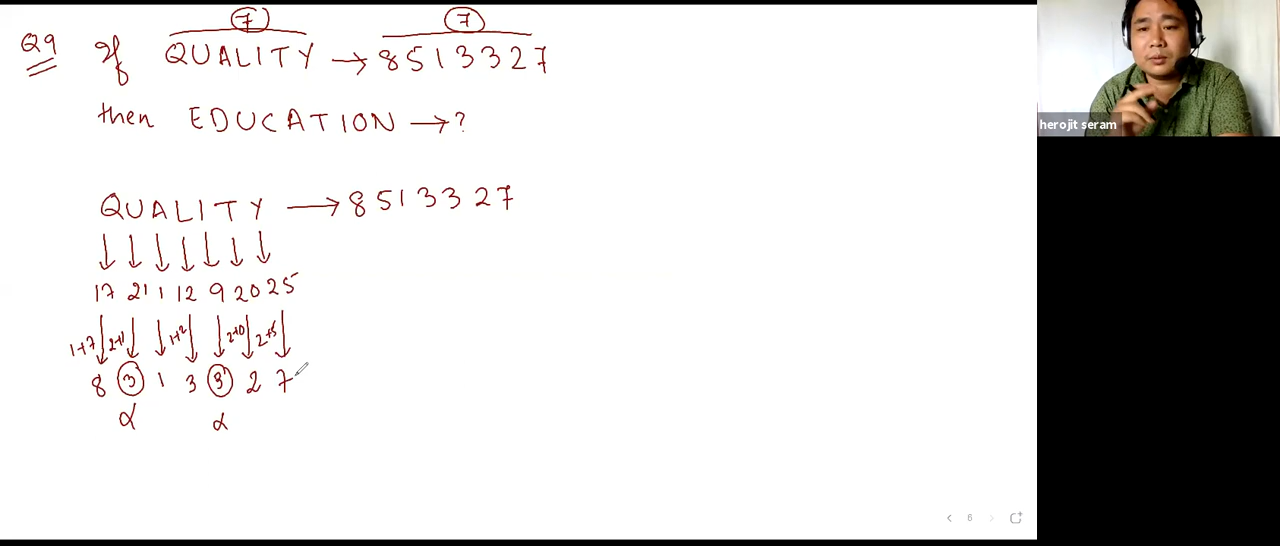 7 7
Q9 If QUALITY → 8513327
then EDUCATION → ?
QUALITY → 8513327
17 21 1 12 9 20 25
1+7 2+1 1+2 2+0 2+5
8 3 1 3 3 2 7
α α
herojit seram
6